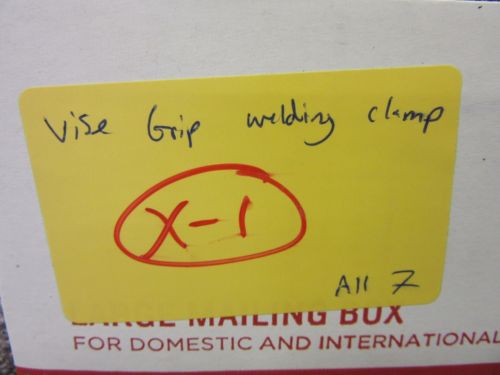 Vise Grip welding clamp
X-1
All 7
LARGE MAILING BOX
FOR DOMESTIC AND INTERNATIONAL